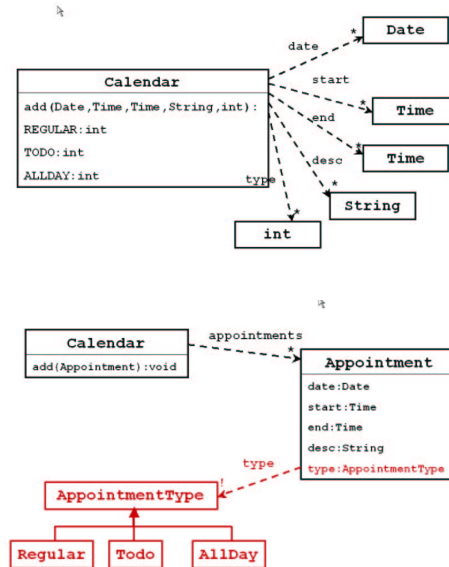 Date
date
*
Calendar
start
add(Date,Time,Time,String,int):
*
Time
REGULAR:int
end
TODO:int
*
Time
ALLDAY:int
desc
type
*
String
*
int
Calendar
appointments
add(Appointment):void
*
Appointment
date:Date
start:Time
end:Time
desc:String
type:AppointmentType
type
!
AppointmentType
Regular
Todo
AllDay